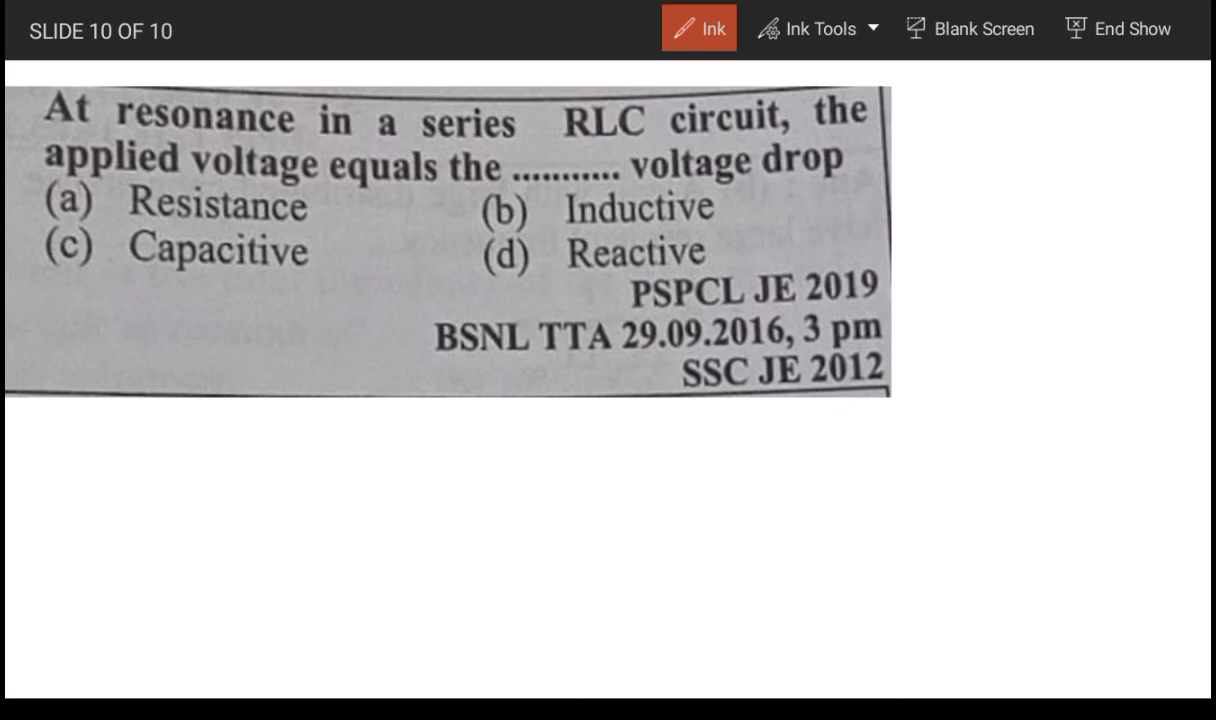 SLIDE 10 OF 10 Ink Ink Tools Blank Screen End Show
At resonance in a series RLC circuit, the
applied voltage equals the ........... voltage drop
(a) Resistance (b) Inductive
(c) Capacitive (d) Reactive
PSPCL JE 2019
BSNL TTA 29.09.2016, 3 pm
SSC JE 2012